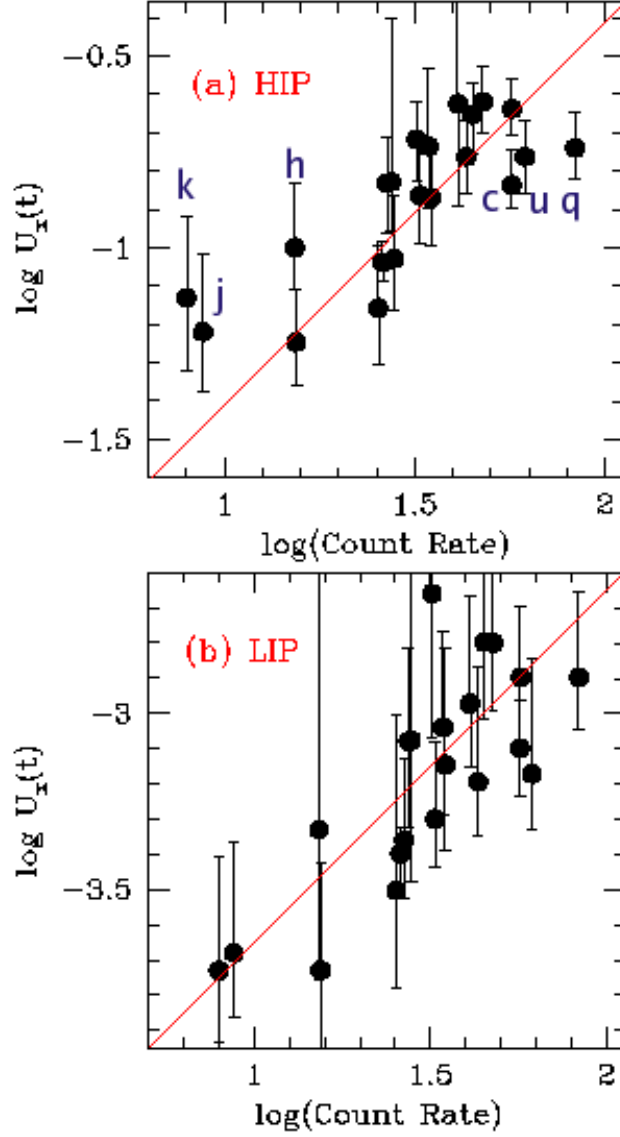 −0.5
(a) HIP
k
h
c u q
−1
j
log Uₓ(t)
−1.5
1 1.5 2
log(Count Rate)
(b) LIP
−3
log Uₓ(t)
−3.5
1 1.5 2
log(Count Rate)